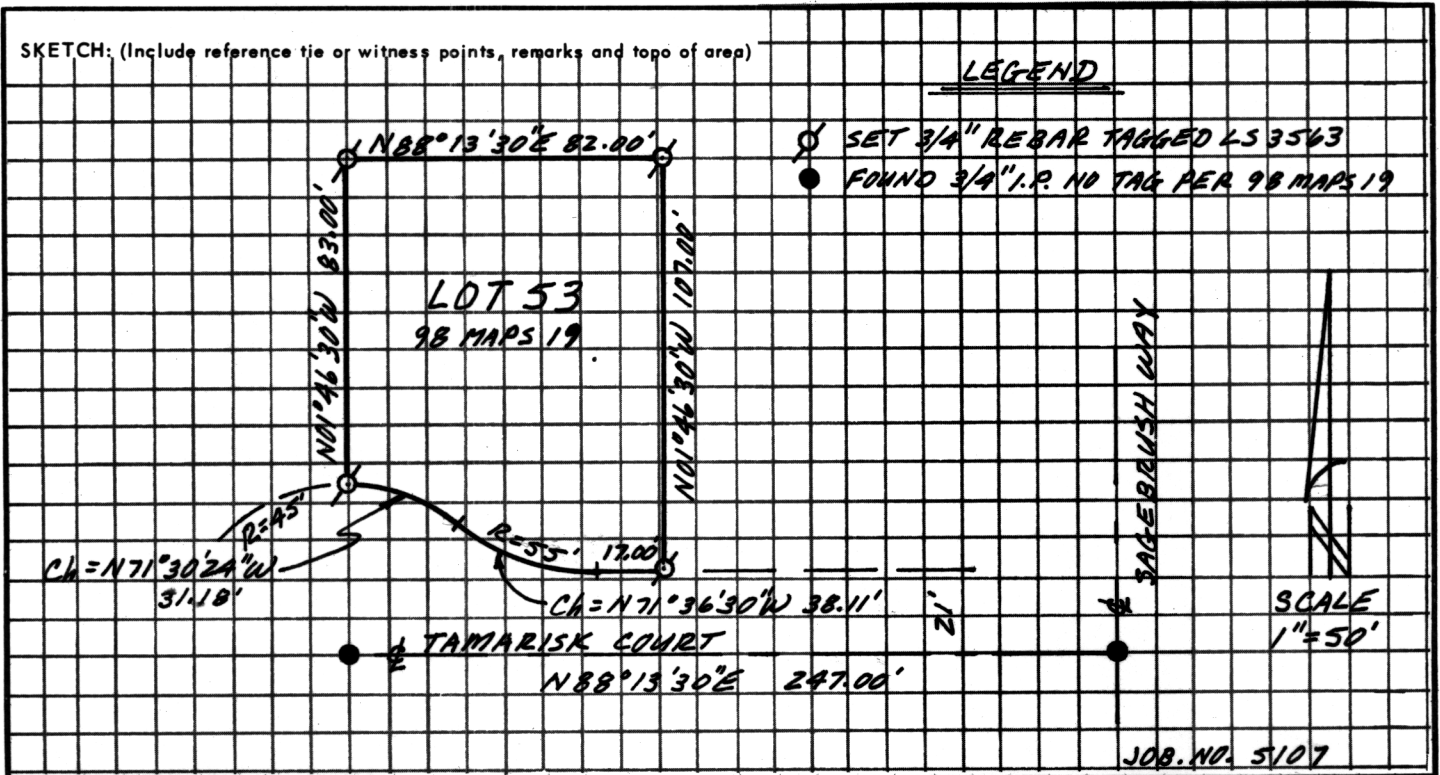 SKETCH: (Include reference tie or witness points, remarks and topo of area)
LEGEND
SET 3/4" REBAR TAGGED LS 3563
FOUND 3/4" I.P. NO TAG PER 98 MAPS 19
N88°13'30"E 82.00'
N01°46'30"W 83.00'
LOT 53
98 MAPS 19
N01°46'30"W 107.00'
SAGEBRUSH WAY
R=45'
R=55'
17.00'
Ch=N71°30'24"W
31.18'
Ch=N71°36'30"W 38.11'
21'
SCALE
1"=50'
℄ TAMARISK COURT
℄
N88°13'30"E 247.00'
JOB. NO. 5107